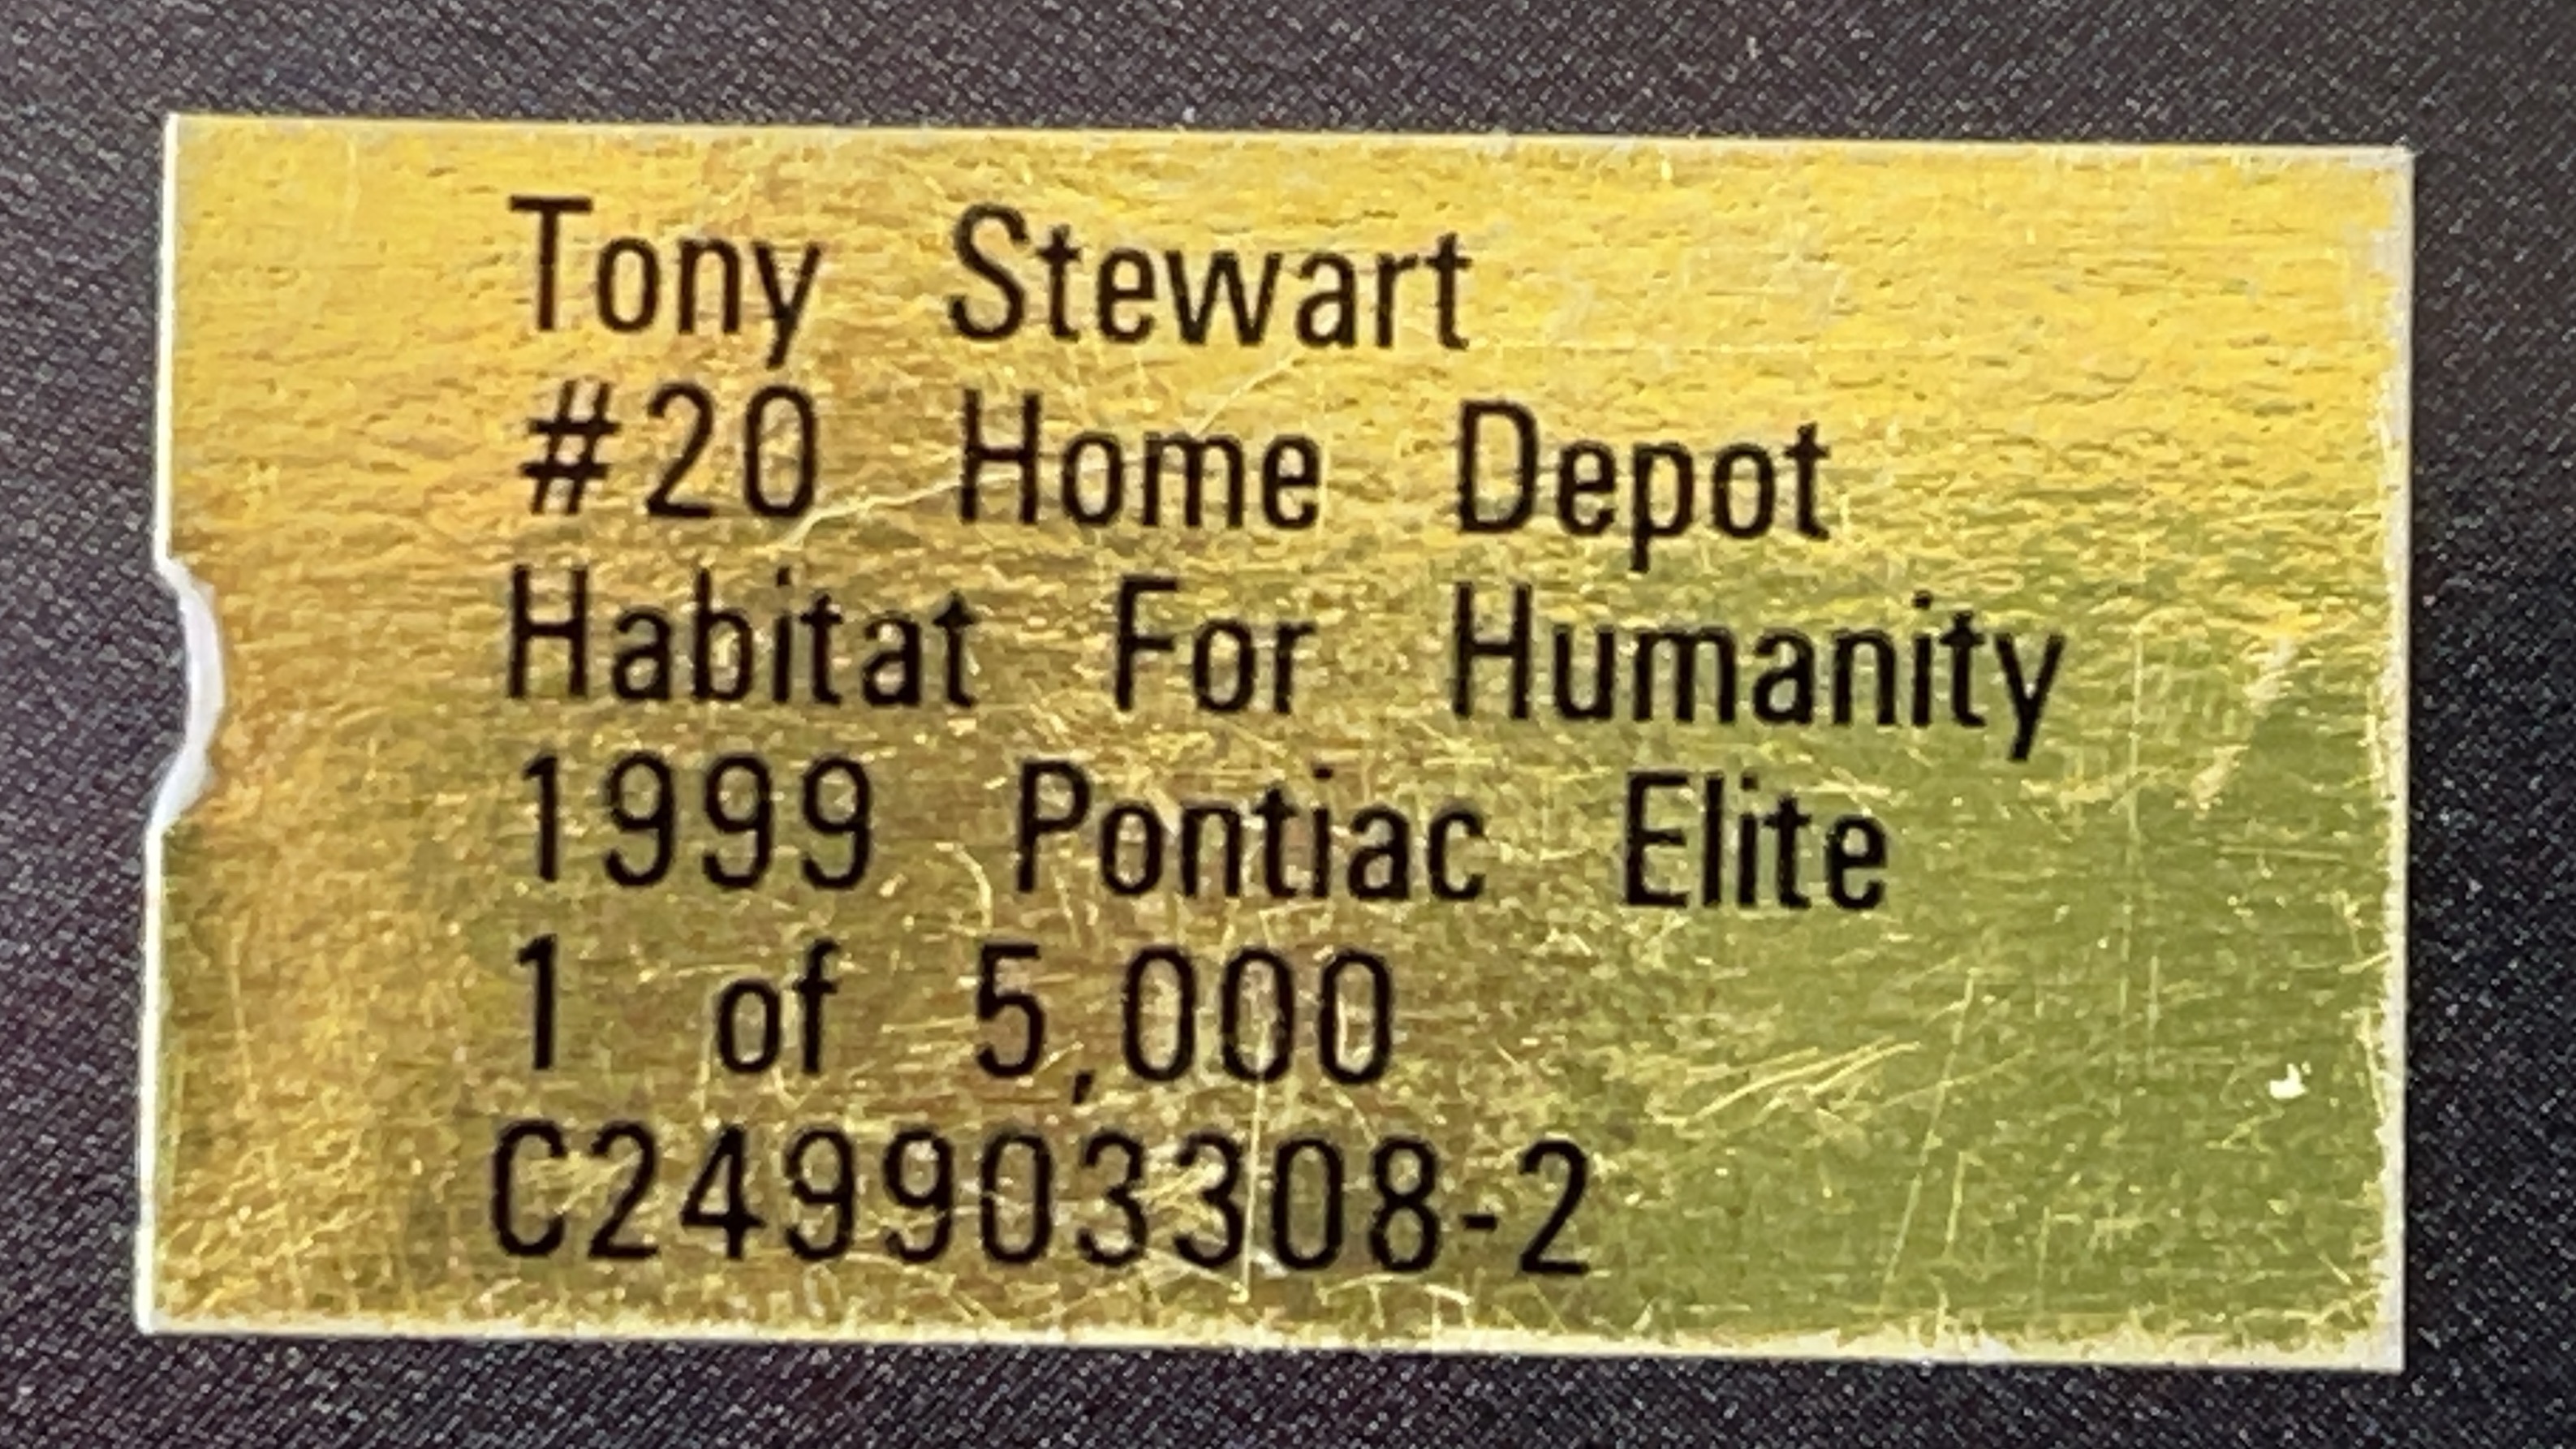 Tony Stewart
#20 Home Depot
Habitat For Humanity
1999 Pontiac Elite
1 of 5,000
C249903308-2